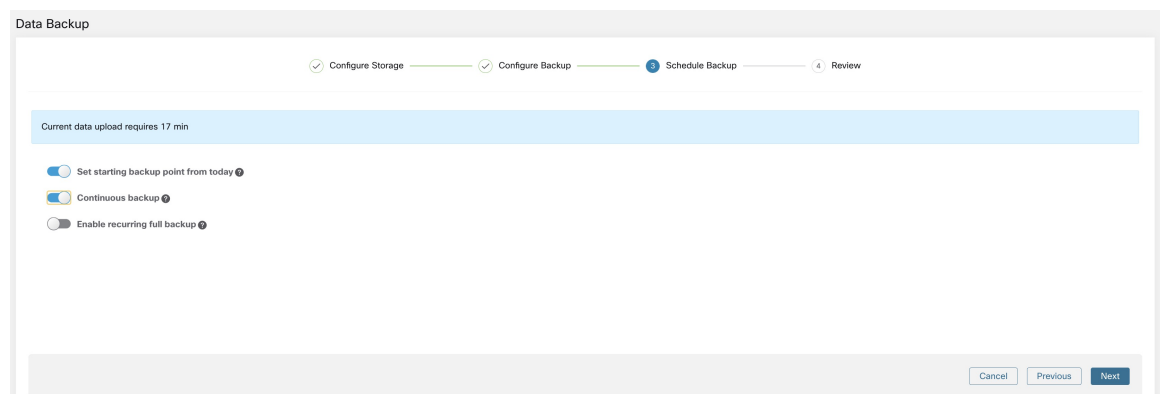 Data Backup
Configure Storage
Configure Backup
3 Schedule Backup
4 Review
Current data upload requires 17 min
Set starting backup point from today ?
Continuous backup ?
Enable recurring full backup ?
Cancel Previous Next